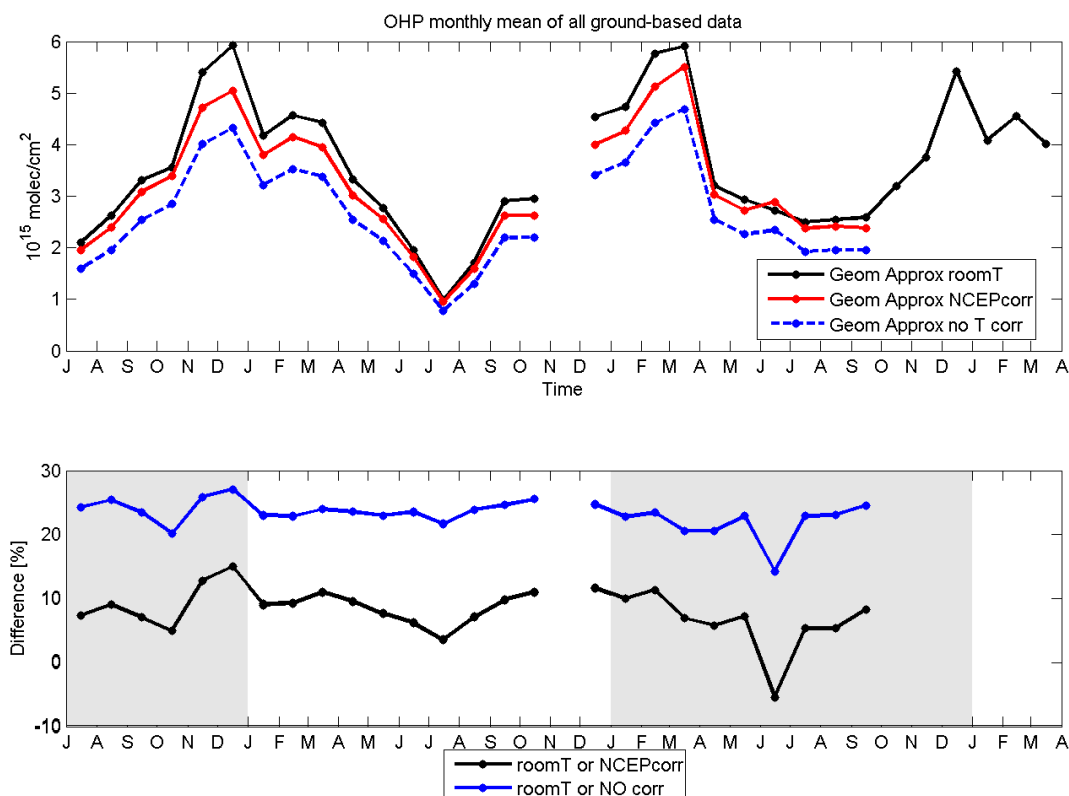 OHP monthly mean of all ground-based data
10^15 molec/cm^2
6
5
4
3
2
1
0
Geom Approx roomT
Geom Approx NCEPcorr
Geom Approx no T corr
J A S O N D J F M A M J J A S O N D J F M A M J J A S O N D J F M A
Time
Difference [%]
30
20
10
0
-10
J A S O N D J F M A M J J A S O N D J F M A M J J A S O N D J F M A
roomT or NCEPcorr
roomT or NO corr